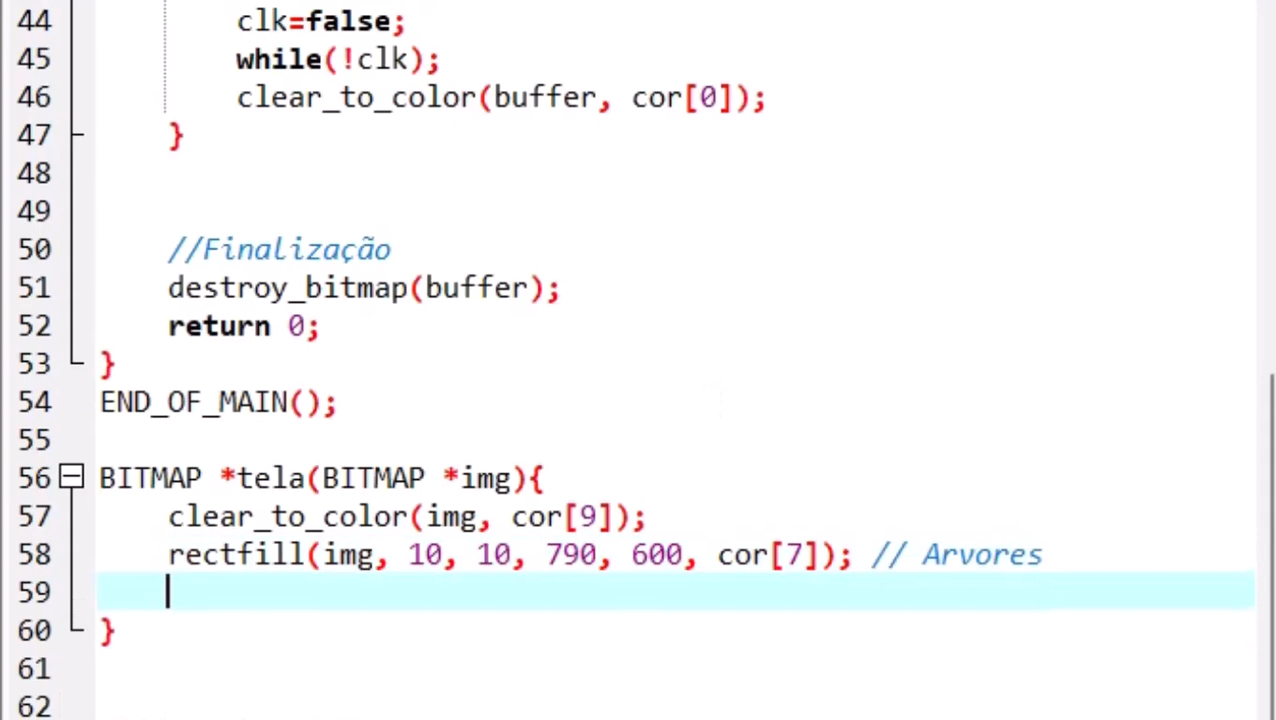 44 clk=false;
45 while(!clk);
46 clear_to_color(buffer, cor[0]);
47 }
48
49
50 //Finalização
51 destroy_bitmap(buffer);
52 return 0;
53 }
54 END_OF_MAIN();
55
56 BITMAP *tela(BITMAP *img){
57 clear_to_color(img, cor[9]);
58 rectfill(img, 10, 10, 790, 600, cor[7]); // Arvores
59
60 }
61
62